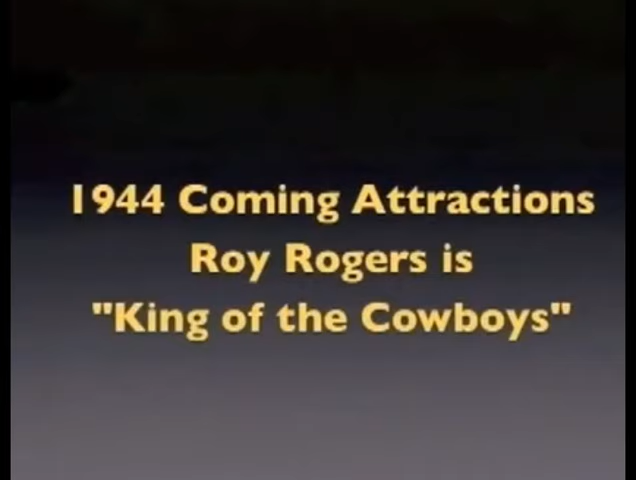 1944 Coming Attractions
Roy Rogers is
"King of the Cowboys"